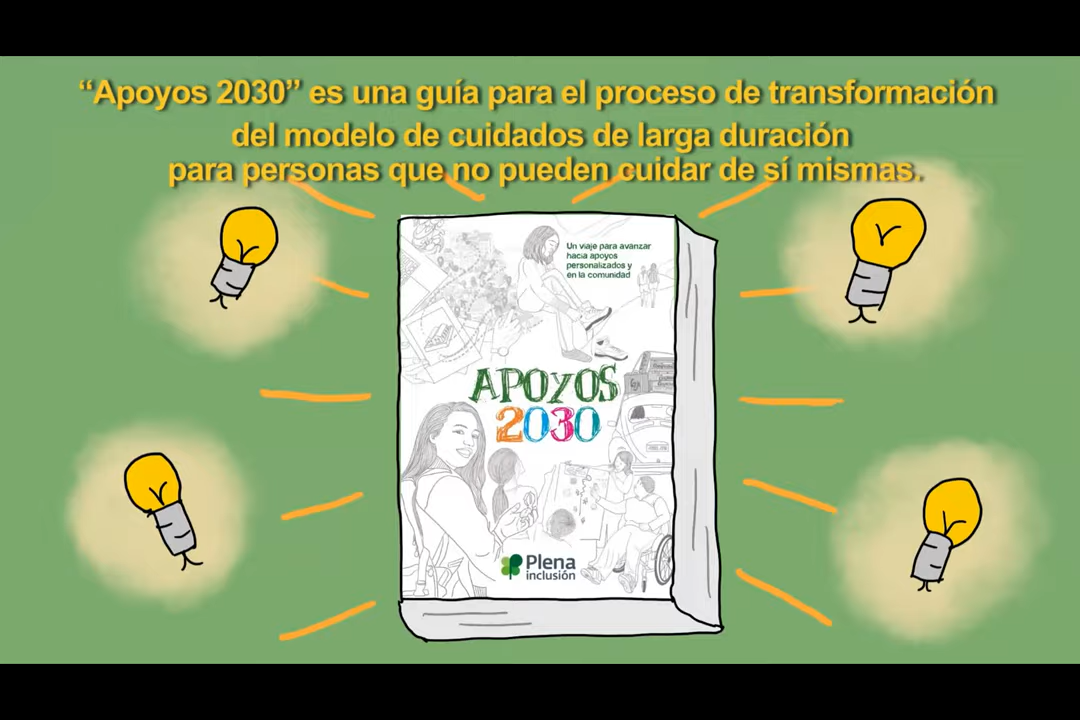 “Apoyos 2030” es una guía para el proceso de transformación
del modelo de cuidados de larga duración
para personas que no pueden cuidar de sí mismas.
Un viaje para avanzar
hacia apoyos
personalizados y
en la comunidad
APOYOS
2030
Plena
inclusión